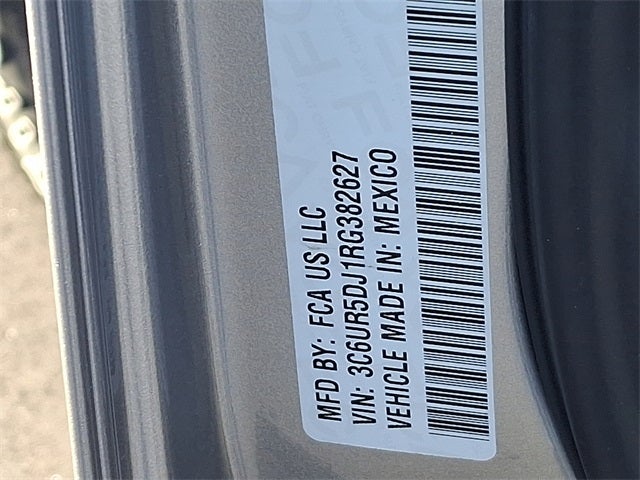 MFD BY: FCA US LLC
VIN: 3C6UR5DJ1RG382627
VEHICLE MADE IN: MEXICO